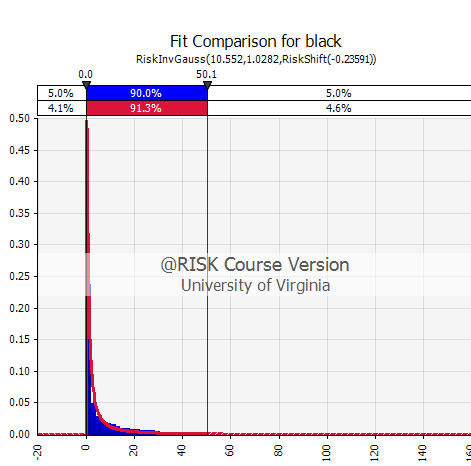 Fit Comparison for black
RiskInvGauss(10.552,1.0282,RiskShift(-0.23591))
0.0 50.1
5.0% 90.0% 5.0%
4.1% 91.3% 4.6%
0.50
0.45
0.40
0.35
0.30
0.25
0.20
0.15
0.10
0.05
0.00
@RISK Course Version
University of Virginia
-20 0 20 40 60 80 100 120 140 160